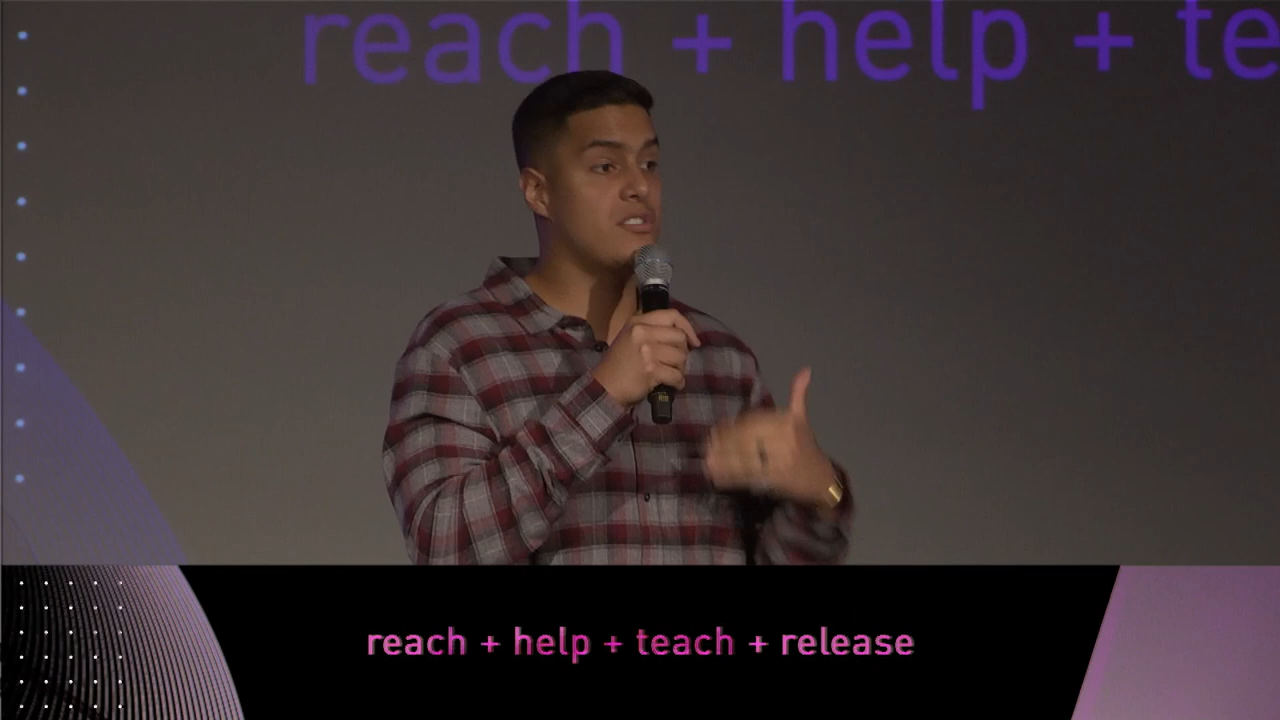 reach + help + te
reach + help + teach + release